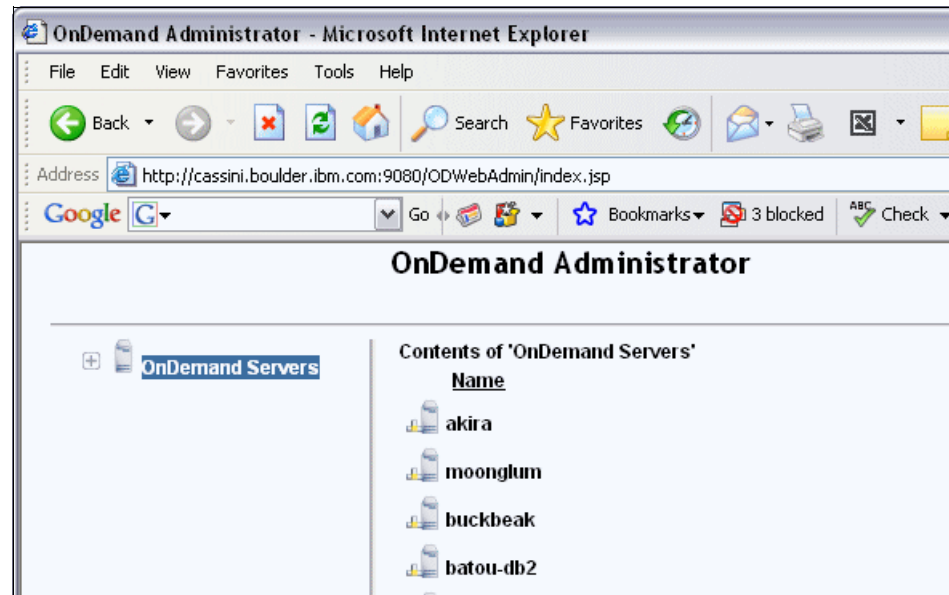 OnDemand Administrator - Microsoft Internet Explorer
File Edit View Favorites Tools Help
Back Search Favorites
Address http://cassini.boulder.ibm.com:9080/ODWebAdmin/index.jsp
Google G Go Bookmarks 3 blocked ABC Check
OnDemand Administrator
OnDemand Servers
Contents of 'OnDemand Servers'
Name
akira
moonglum
buckbeak
batou-db2